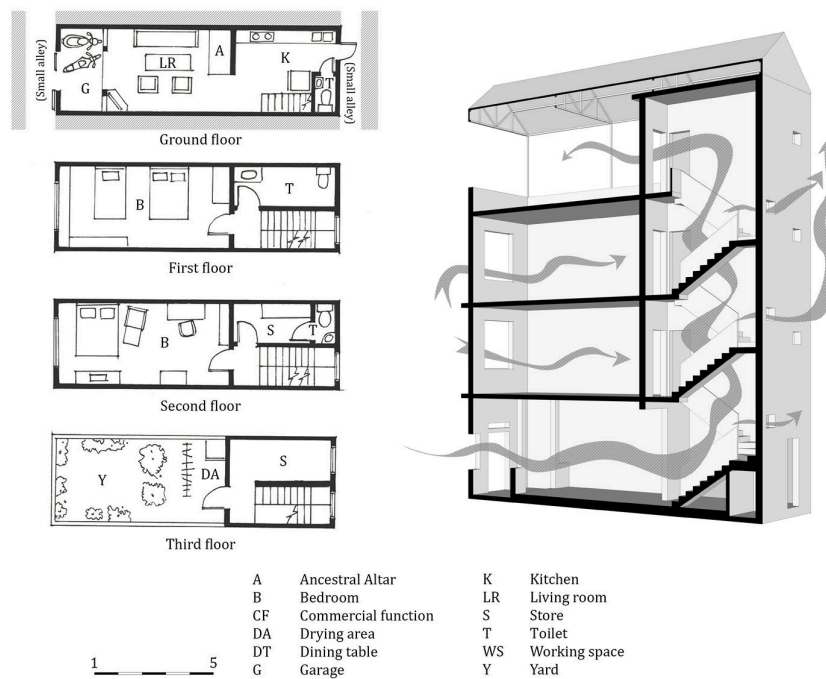 (Small alley)
G
LR
A
K
T
(Small alley)
Ground floor
B
T
First floor
B
S
T
Second floor
Y
DA
S
Third floor
A Ancestral Altar
B Bedroom
CF Commercial function
DA Drying area
DT Dining table
G Garage
K Kitchen
LR Living room
S Store
T Toilet
WS Working space
Y Yard
1 5